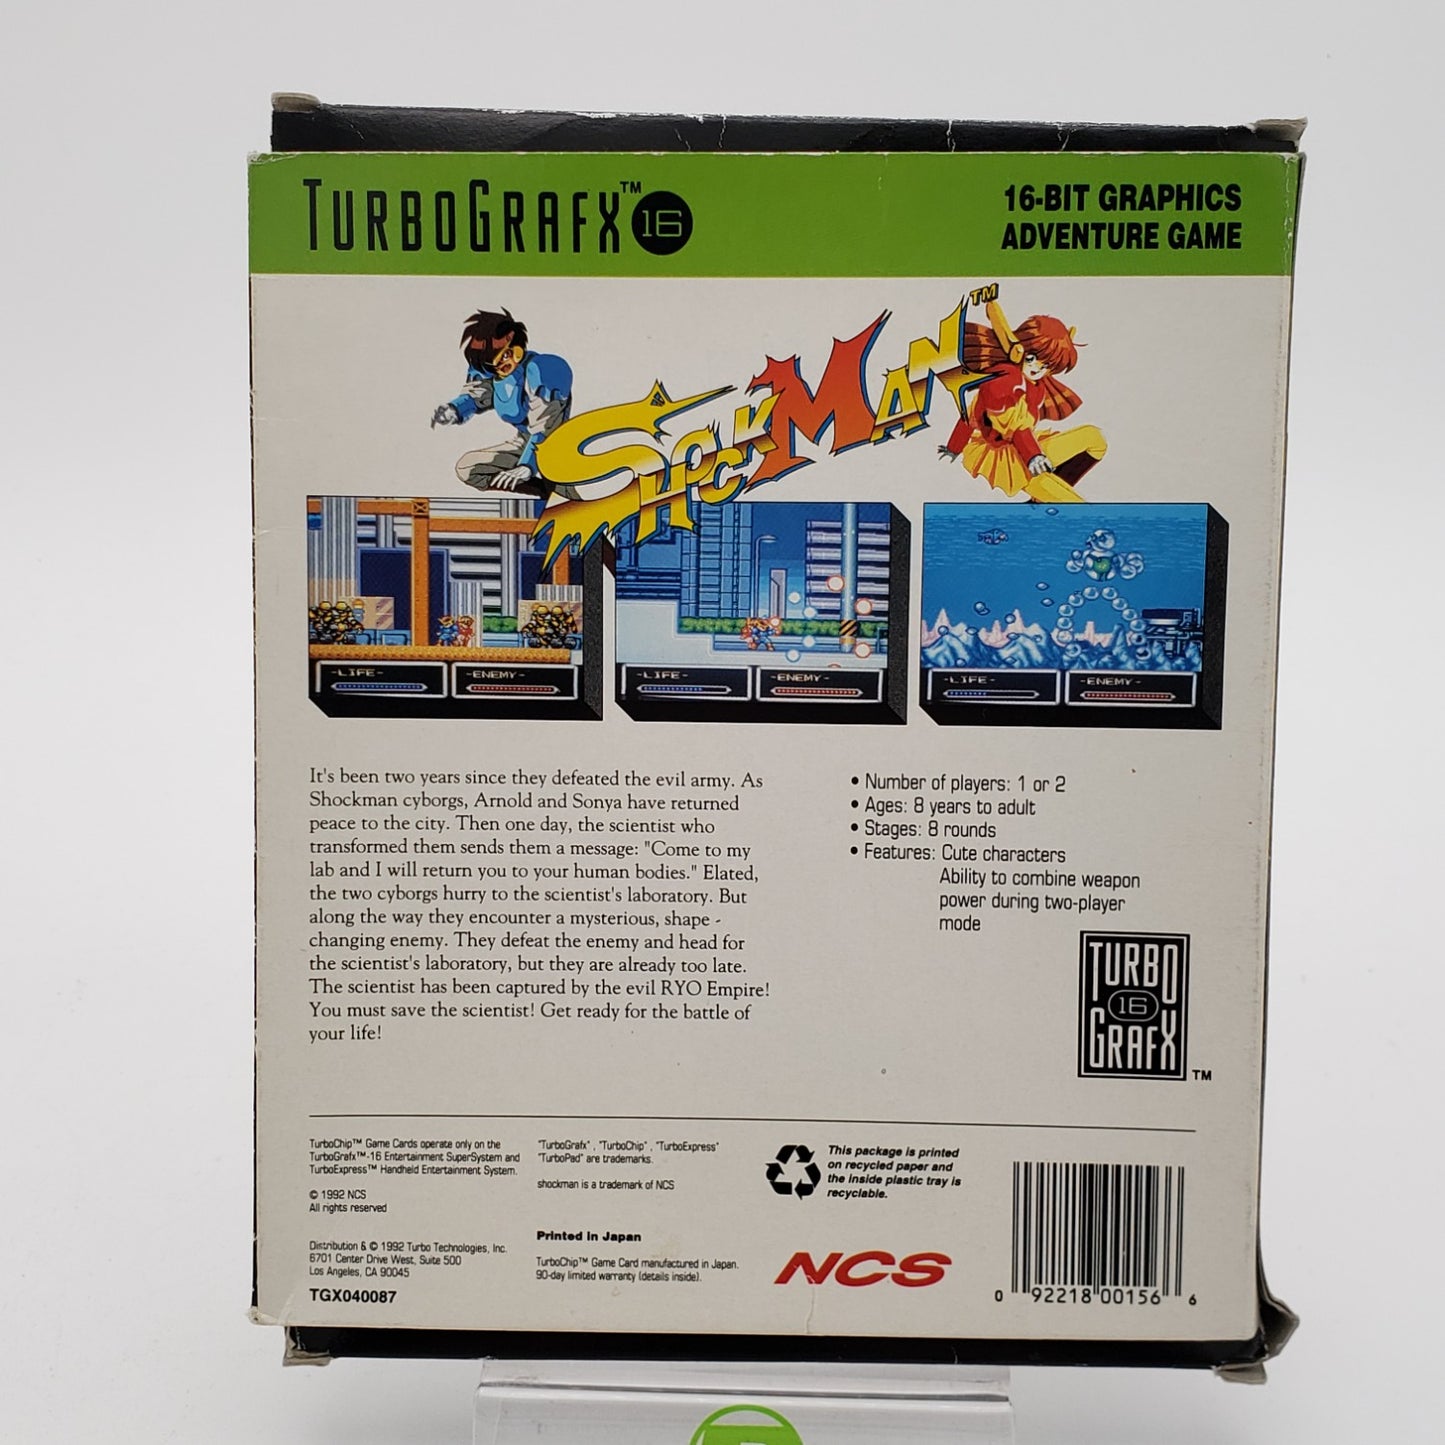 TURBOGRAFX™ 16
16-BIT GRAPHICS
ADVENTURE GAME
SHOCKMAN™
-LIFE-
-ENEMY-
-LIFE-
-ENEMY-
-LIFE-
-ENEMY-
It's been two years since they defeated the evil army. As
Shockman cyborgs, Arnold and Sonya have returned
peace to the city. Then one day, the scientist who
transformed them sends them a message: "Come to my
lab and I will return you to your human bodies." Elated,
the two cyborgs hurry to the scientist's laboratory. But
along the way they encounter a mysterious, shape -
changing enemy. They defeat the enemy and head for
the scientist's laboratory, but they are already too late.
The scientist has been captured by the evil RYO Empire!
You must save the scientist! Get ready for the battle of
your life!
• Number of players: 1 or 2
• Ages: 8 years to adult
• Stages: 8 rounds
• Features: Cute characters
Ability to combine weapon
power during two-player
mode
TURBO
16
GRAFX
TM
TurboChip™ Game Cards operate only on the
TurboGrafx™-16 Entertainment SuperSystem and
TurboExpress™ Handheld Entertainment System.
© 1992 NCS
All rights reserved
Distribution & © 1992 Turbo Technologies, Inc.
6701 Center Drive West, Suite 500
Los Angeles, CA 90045
TGX040087
"TurboGrafx" , "TurboChip" , "TurboExpress"
"TurboPad" are trademarks.
shockman is a trademark of NCS
Printed in Japan
TurboChip™ Game Card manufactured in Japan.
90-day limited warranty (details inside).
This package is printed
on recycled paper and
the inside plastic tray is
recyclable.
NCS
0 92218 00156 6